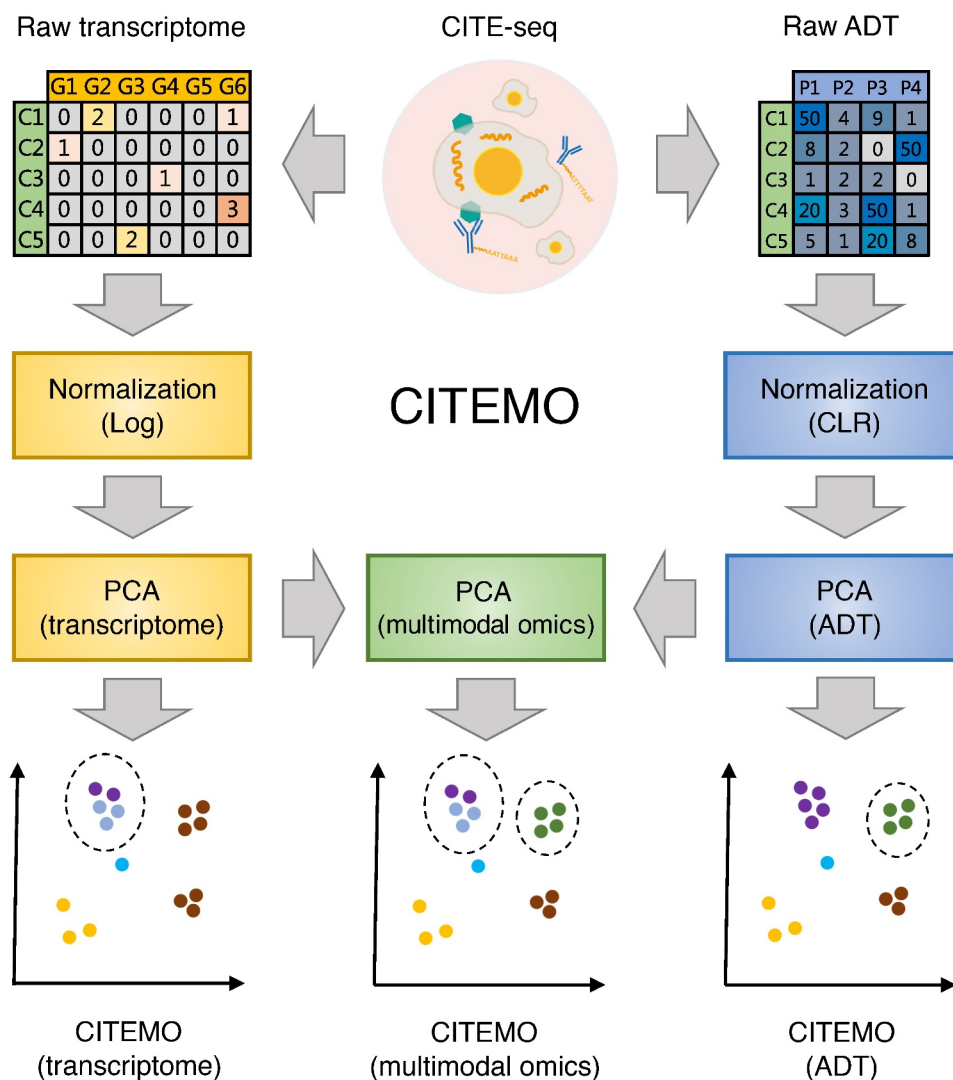 Raw transcriptome
CITE-seq
Raw ADT
G1 G2 G3 G4 G5 G6
C1 0 2 0 0 0 1
C2 1 0 0 0 0 0
C3 0 0 0 1 0 0
C4 0 0 0 0 0 3
C5 0 0 2 0 0 0
ATTTTAAT
AATTAAA
P1 P2 P3 P4
C1 50 4 9 1
C2 8 2 0 50
C3 1 2 2 0
C4 20 3 50 1
C5 5 1 20 8
Normalization
(Log)
CITEMO
Normalization
(CLR)
PCA
(transcriptome)
PCA
(multimodal omics)
PCA
(ADT)
CITEMO
(transcriptome)
CITEMO
(multimodal omics)
CITEMO
(ADT)